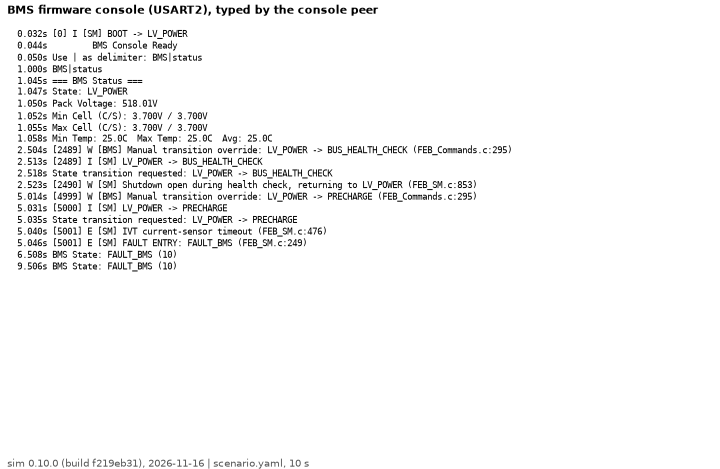 BMS firmware console (USART2), typed by the console peer
0.032s [0] I [SM] BOOT -> LV_POWER
0.044s         BMS Console Ready
0.050s Use | as delimiter: BMS|status
1.000s BMS|status
1.045s === BMS Status ===
1.047s State: LV_POWER
1.050s Pack Voltage: 518.01V
1.052s Min Cell (C/S): 3.700V / 3.700V
1.055s Max Cell (C/S): 3.700V / 3.700V
1.058s Min Temp: 25.0C  Max Temp: 25.0C  Avg: 25.0C
2.504s [2489] W [BMS] Manual transition override: LV_POWER -> BUS_HEALTH_CHECK (FEB_Commands.c:295)
2.513s [2489] I [SM] LV_POWER -> BUS_HEALTH_CHECK
2.518s State transition requested: LV_POWER -> BUS_HEALTH_CHECK
2.523s [2490] W [SM] Shutdown open during health check, returning to LV_POWER (FEB_SM.c:853)
5.014s [4999] W [BMS] Manual transition override: LV_POWER -> PRECHARGE (FEB_Commands.c:295)
5.031s [5000] I [SM] LV_POWER -> PRECHARGE
5.035s State transition requested: LV_POWER -> PRECHARGE
5.040s [5001] E [SM] IVT current-sensor timeout (FEB_SM.c:476)
5.046s [5001] E [SM] FAULT ENTRY: FAULT_BMS (FEB_SM.c:249)
6.508s BMS State: FAULT_BMS (10)
9.506s BMS State: FAULT_BMS (10)
sim 0.10.0 (build f219eb31), 2026-11-16 | scenario.yaml, 10 s